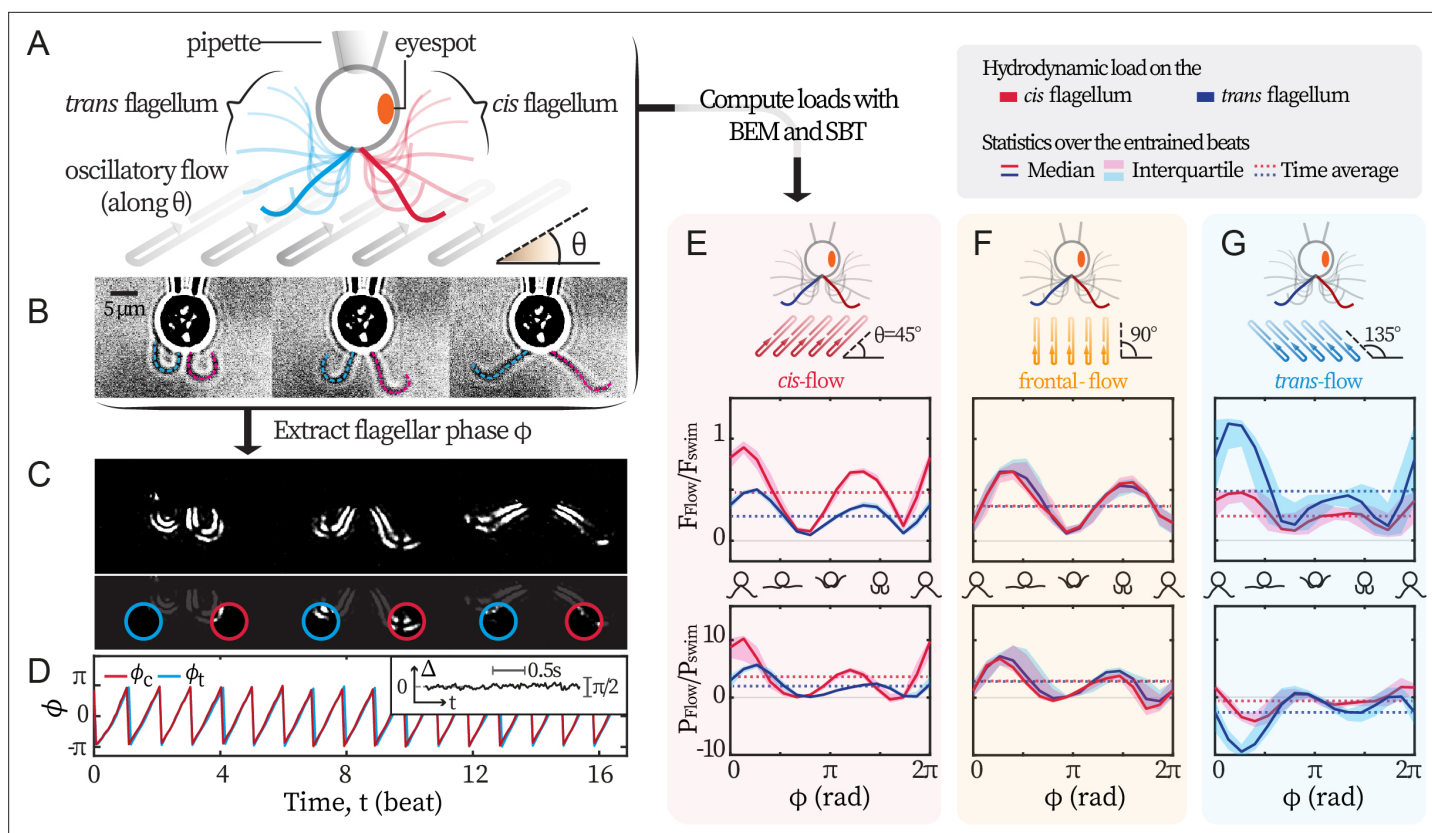 A
pipette
eyespot
trans flagellum
cis flagellum
oscillatory flow
(along θ)
θ
B
5 μm
Extract flagellar phase ϕ
C
D
ϕc
ϕt
Δ
0
t
0.5s
π/2
π
0
-π
ϕ
0
4
8
12
16
Time, t (beat)
Compute loads with
BEM and SBT
Hydrodynamic load on the
cis flagellum
trans flagellum
Statistics over the entrained beats
Median
Interquartile
Time average
E
θ=45°
cis-flow
1
0
FFlow/Fswim
10
0
-10
PFlow/Pswim
0
π
2π
ϕ (rad)
F
90°
frontal-flow
0
π
2π
ϕ (rad)
G
135°
trans-flow
0
π
2π
ϕ (rad)